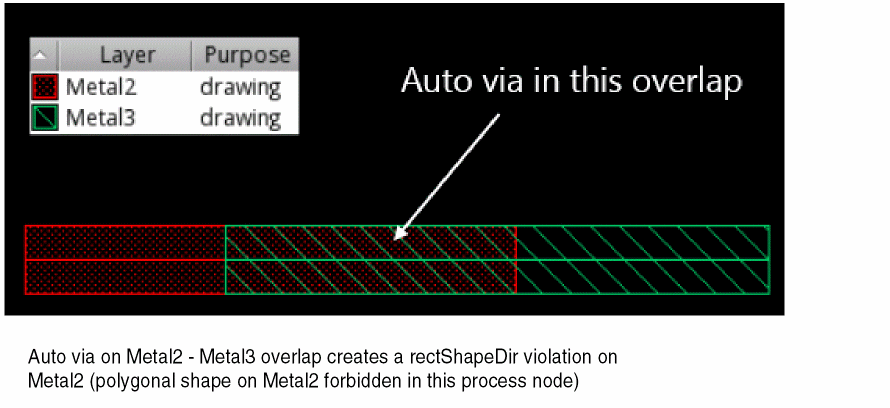 Layer Purpose
Metal2 drawing
Metal3 drawing
Auto via in this overlap
Auto via on Metal2 - Metal3 overlap creates a rectShapeDir violation on
Metal2 (polygonal shape on Metal2 forbidden in this process node)